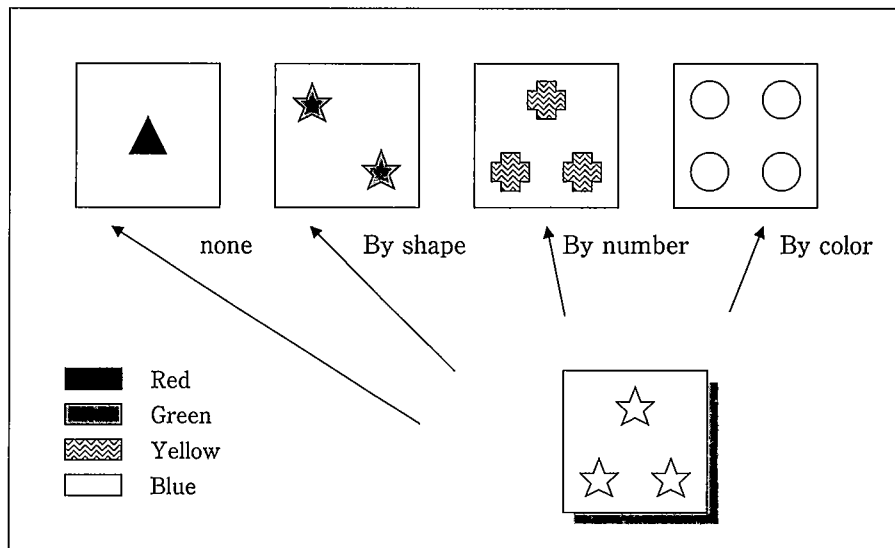 none
By shape
By number
By color
Red
Green
Yellow
Blue